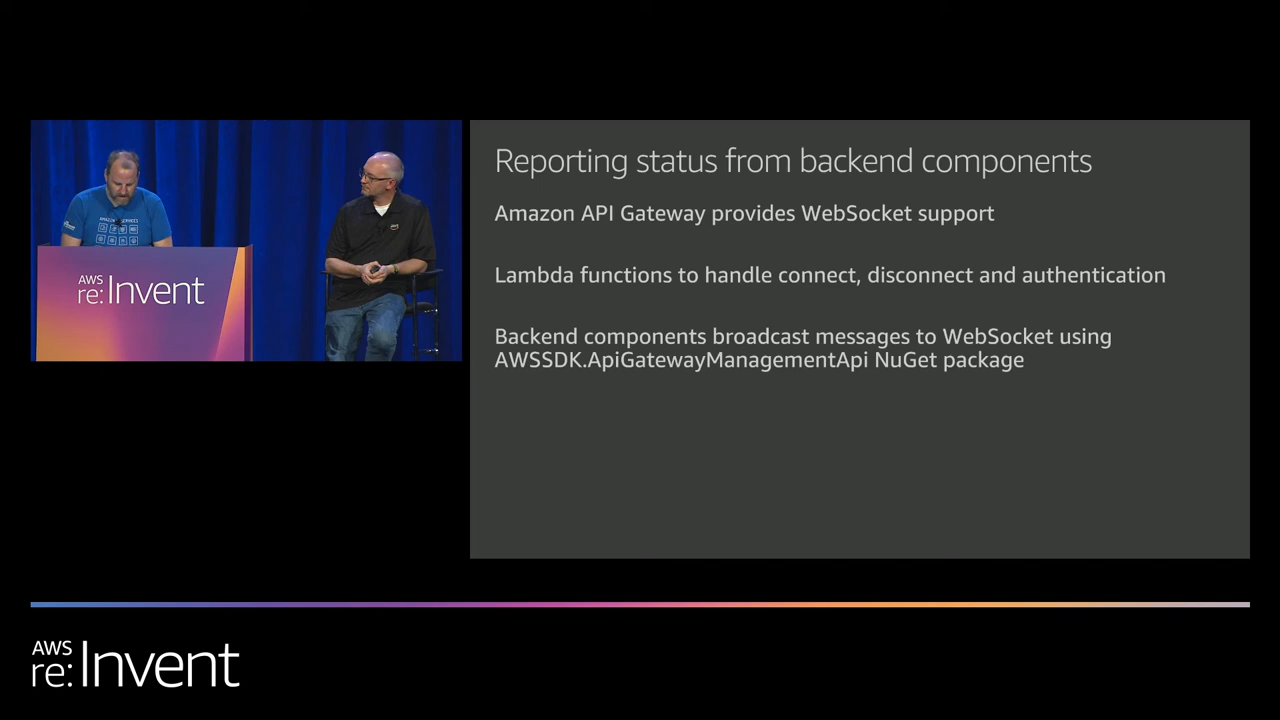 Reporting status from backend components
Amazon API Gateway provides WebSocket support
Lambda functions to handle connect, disconnect and authentication
Backend components broadcast messages to WebSocket using
AWSSDK.ApiGatewayManagementApi NuGet package
AWS
re:Invent
AWS
re:Invent